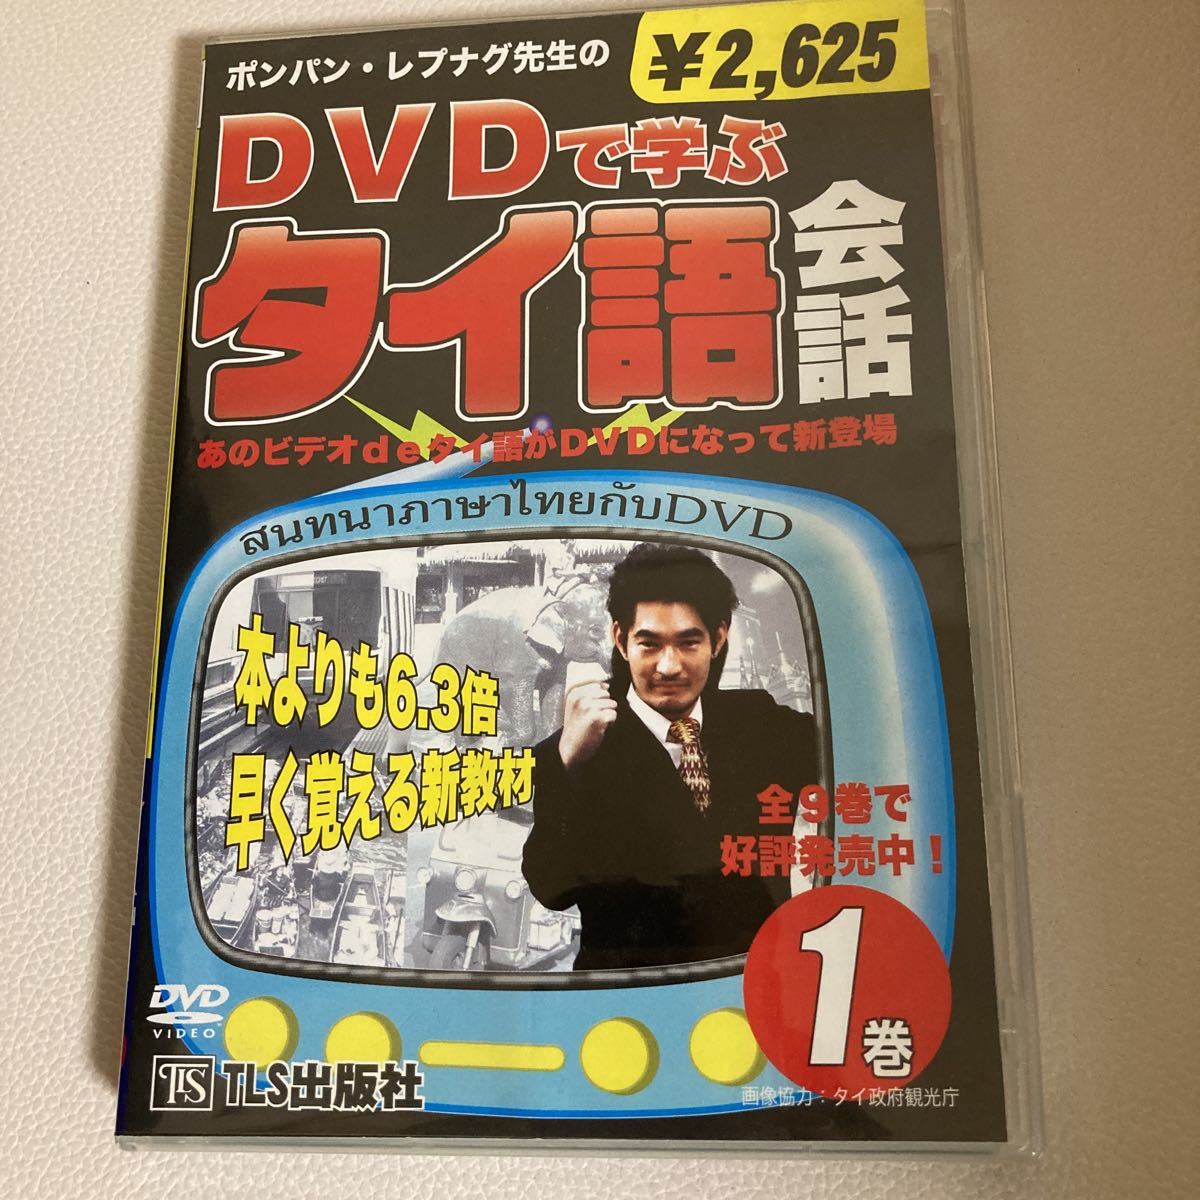 ポンパン・レプナグ先生の
¥2,625
DVDで学ぶ
タイ語
会話
あのビデオdeタイ語がDVDになって新登場
สนทนาภาษาไทยกับDVD
本よりも6.3倍
早く覚える新教材
全9巻で
好評発売中！
1巻
DVD
VIDEO
TLS TLS出版社
画像協力：タイ政府観光庁